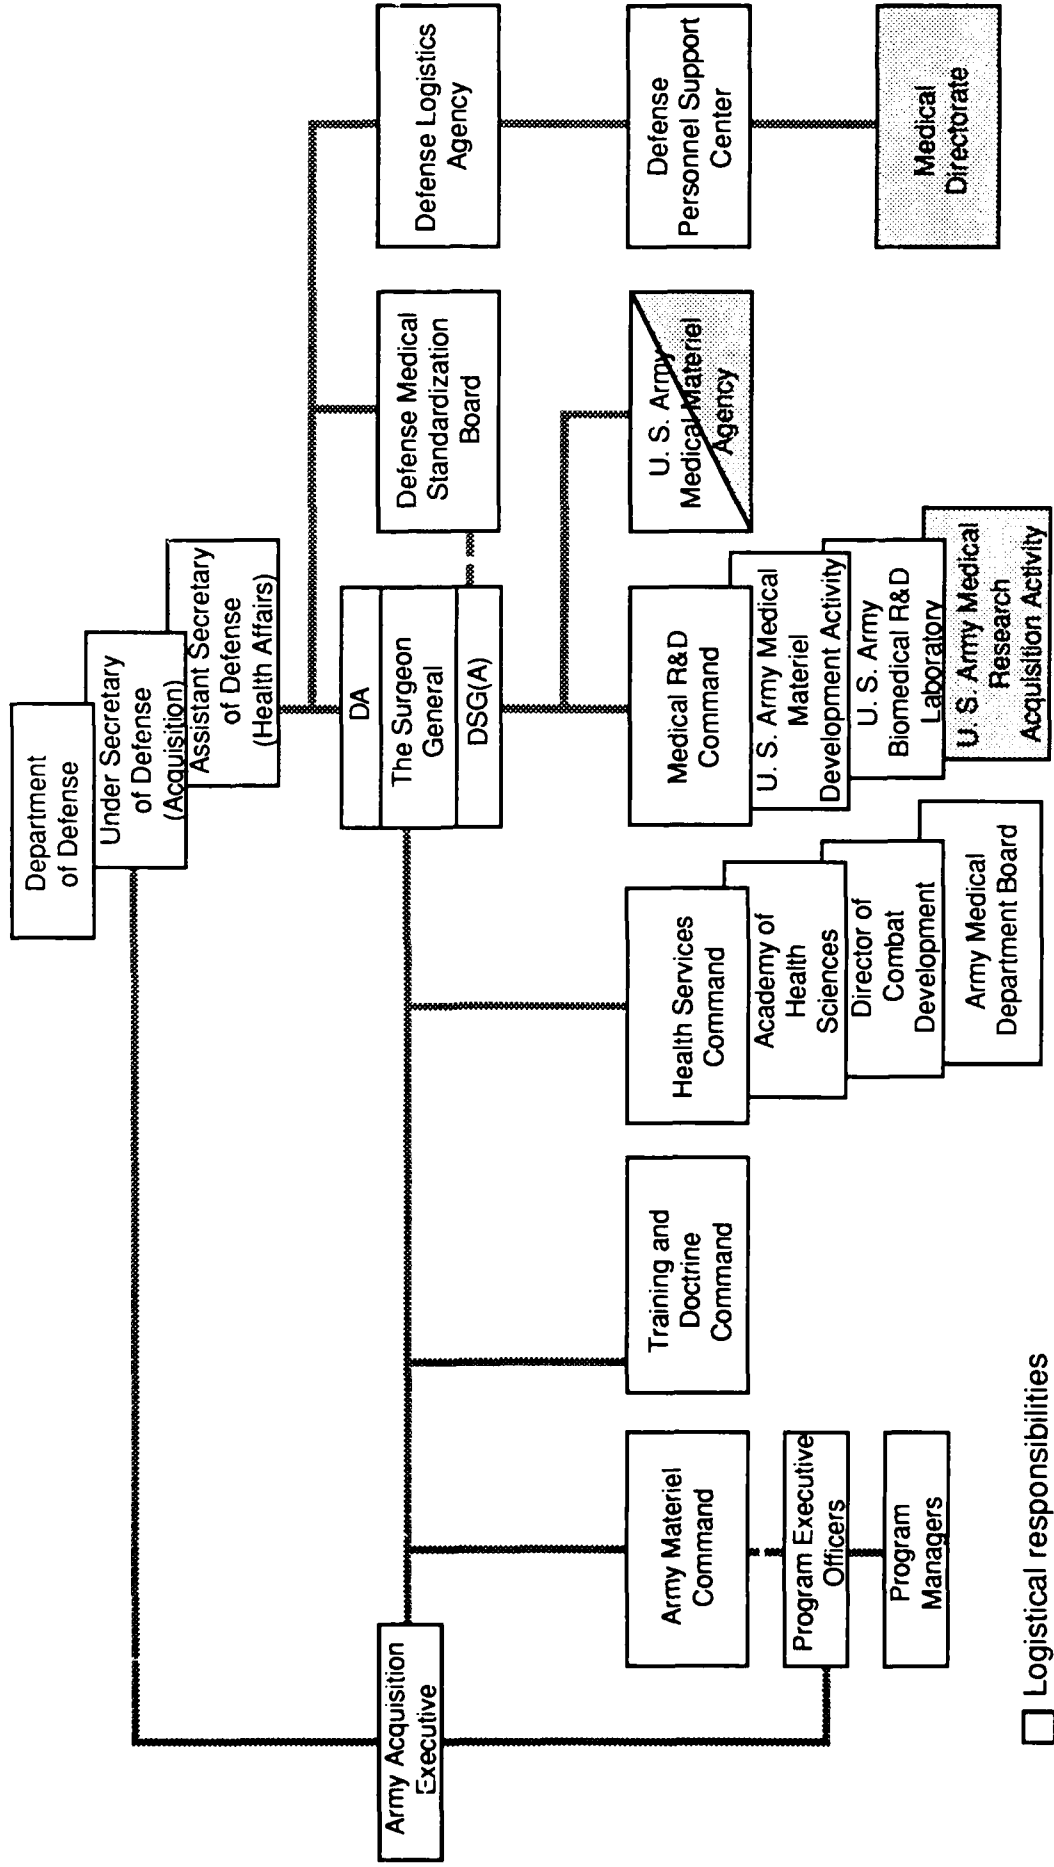 Department
of Defense
Under Secretary
of Defense
(Acquisition)
Assistant Secretary
of Defense
(Health Affairs)
Army Acquisition
Executive
DA
The Surgeon
General
DSG(A)
Defense Medical
Standardization
Board
Defense Logistics
Agency
Army Materiel
Command
Program Executive
Officers
Program
Managers
Training and
Doctrine
Command
Health Services
Command
Academy of
Health
Sciences
Director of
Combat
Development
Army Medical
Department Board
Medical R&D
Command
U. S. Army Medical
Materiel
Development Activity
U. S. Army
Biomedical R&D
Laboratory
U. S. Army Medical
Research
Acquisition Activity
U. S. Army
Medical Materiel
Agency
Defense
Personnel Support
Center
Medical
Directorate
Logistical responsibilities